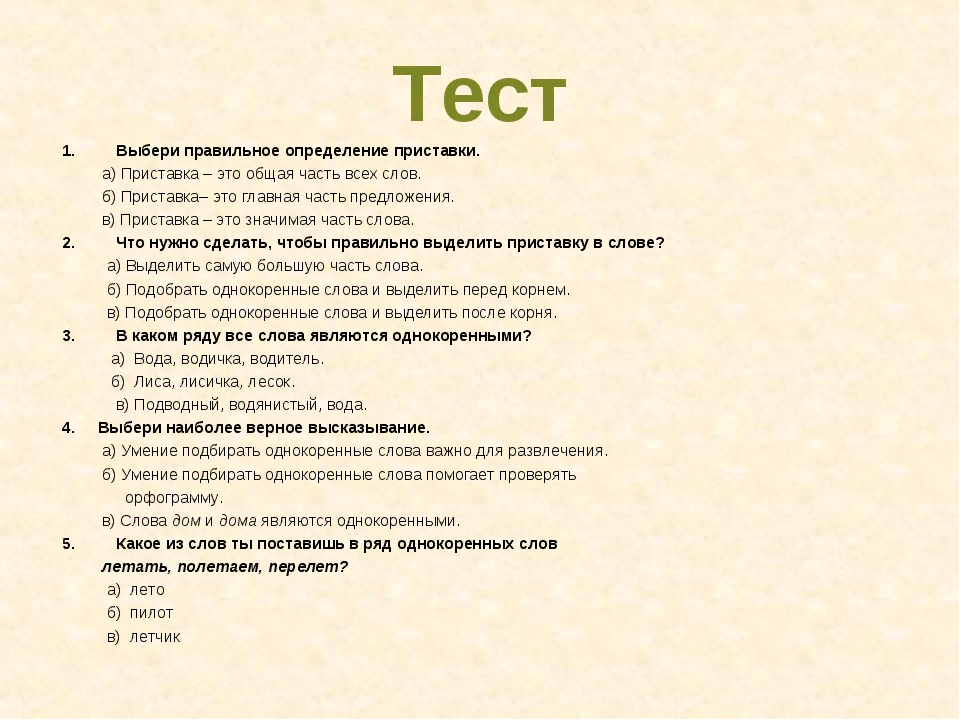 Тест
1. Выбери правильное определение приставки.
а) Приставка – это общая часть всех слов.
б) Приставка– это главная часть предложения.
в) Приставка – это значимая часть слова.
2. Что нужно сделать, чтобы правильно выделить приставку в слове?
а) Выделить самую большую часть слова.
б) Подобрать однокоренные слова и выделить перед корнем.
в) Подобрать однокоренные слова и выделить после корня.
3. В каком ряду все слова являются однокоренными?
а) Вода, водичка, водитель.
б) Лиса, лисичка, лесок.
в) Подводный, водянистый, вода.
4. Выбери наиболее верное высказывание.
а) Умение подбирать однокоренные слова важно для развлечения.
б) Умение подбирать однокоренные слова помогает проверять
орфограмму.
в) Слова дом и дома являются однокоренными.
5. Какое из слов ты поставишь в ряд однокоренных слов
летать, полетаем, перелет?
а) лето
б) пилот
в) летчик